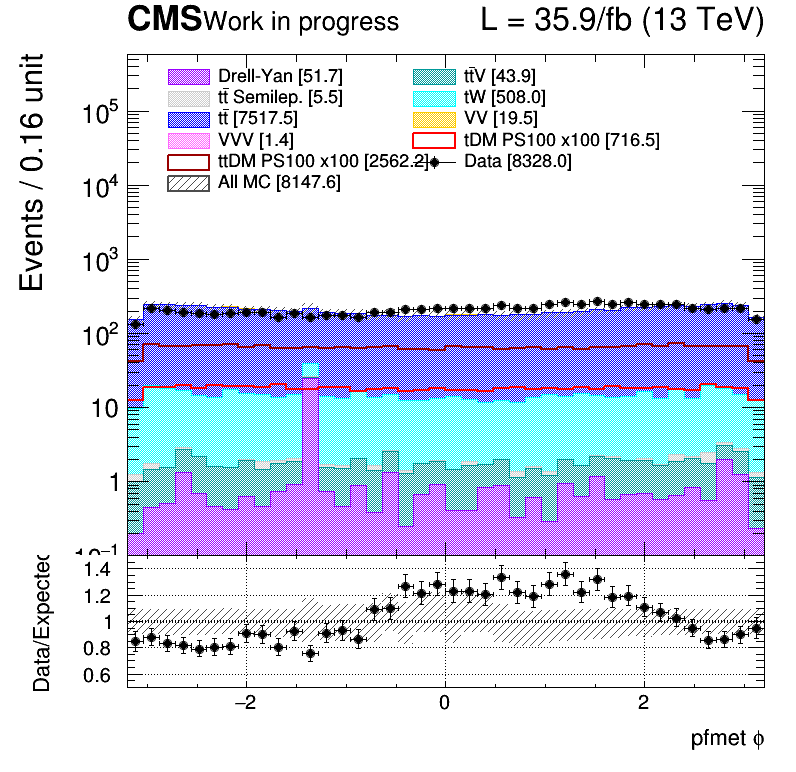 CMS Work in progress L = 35.9/fb (13 TeV)
Events / 0.16 unit
Drell-Yan [51.7] tt̄V [43.9]
tt̄ Semilep. [5.5] tW [508.0]
tt̄ [7517.5] VV [19.5]
VVV [1.4] tDM PS100 x100 [716.5]
ttDM PS100 x100 [2562.2] Data [8328.0]
All MC [8147.6]
10⁵
10⁴
10³
10²
10
1
10⁻¹
Data/Expected
1.4
1.2
1
0.8
0.6
−2 0 2
pfmet ϕ